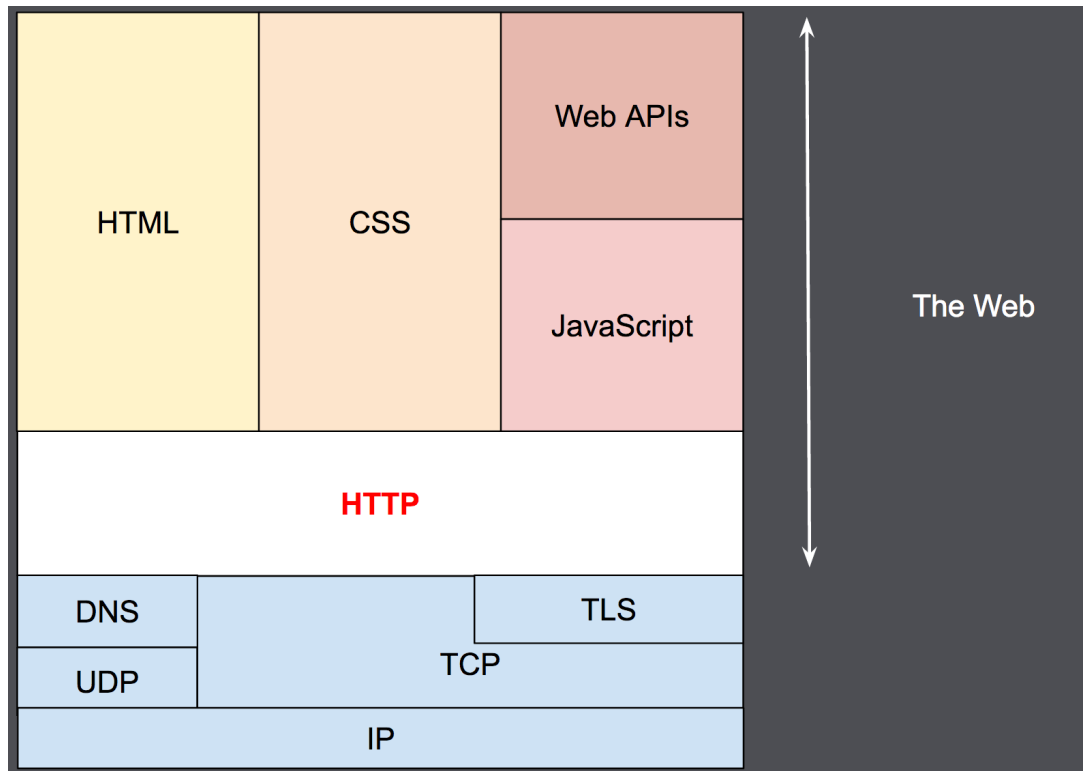 Web APIs
HTML
CSS
The Web
JavaScript
HTTP
DNS
TLS
TCP
UDP
IP